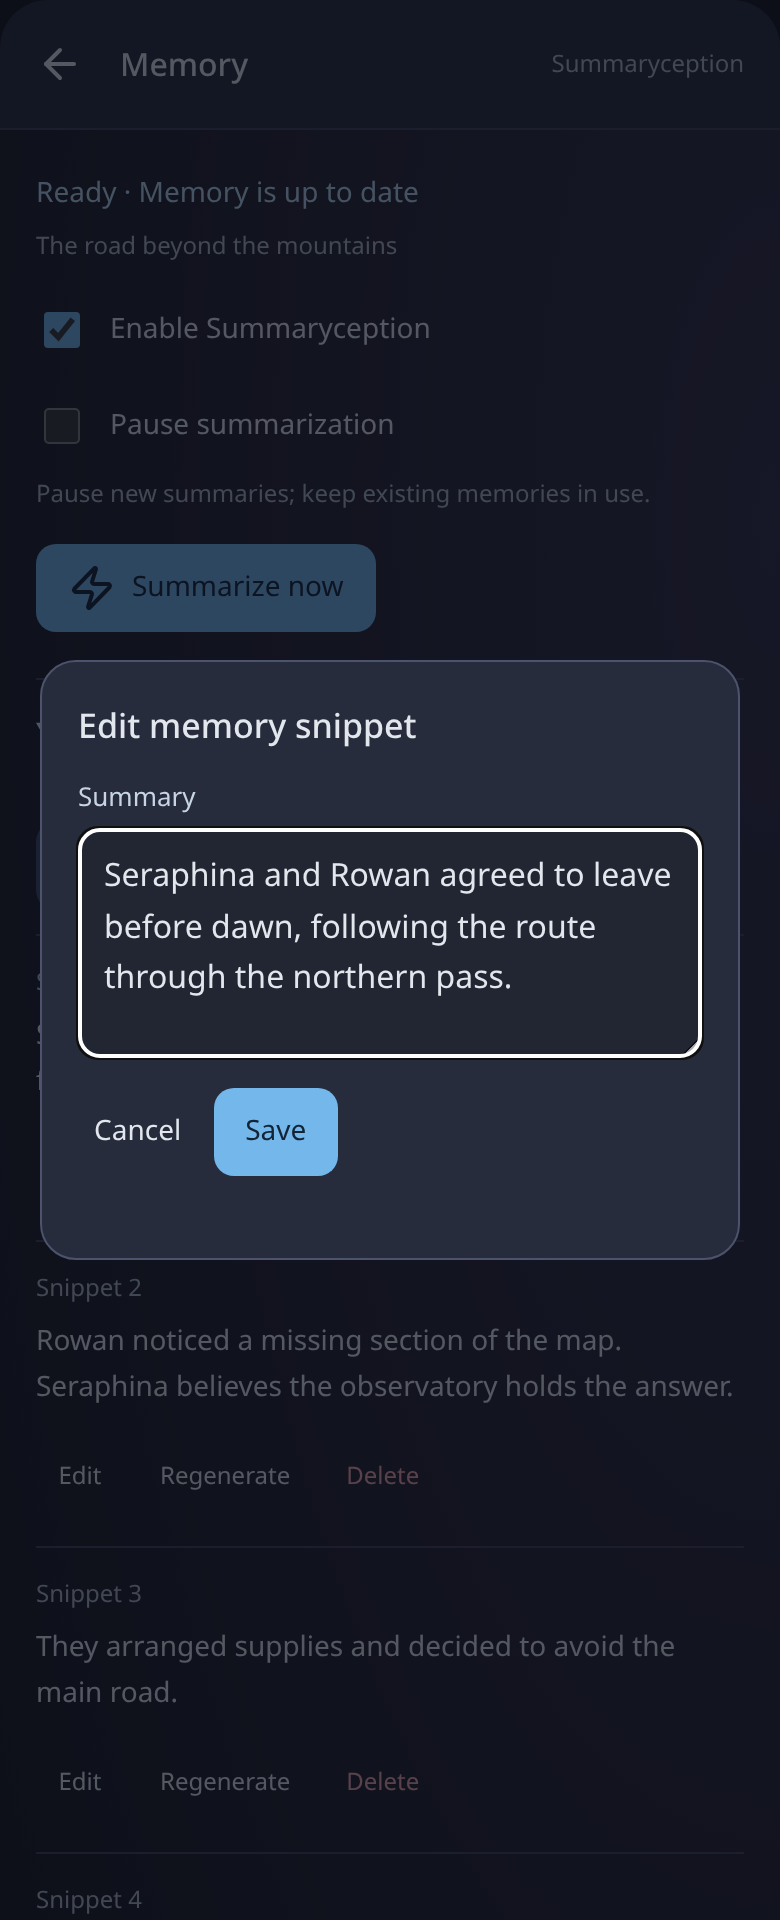 Memory
Summaryception
Ready · Memory is up to date
The road beyond the mountains
Enable Summaryception
Pause summarization
Pause new summaries; keep existing memories in use.
Summarize now
Edit memory snippet
Summary
Seraphina and Rowan agreed to leave
before dawn, following the route
through the northern pass.
Cancel
Save
Snippet 2
Rowan noticed a missing section of the map.
Seraphina believes the observatory holds the answer.
Edit
Regenerate
Delete
Snippet 3
They arranged supplies and decided to avoid the
main road.
Edit
Regenerate
Delete
Snippet 4